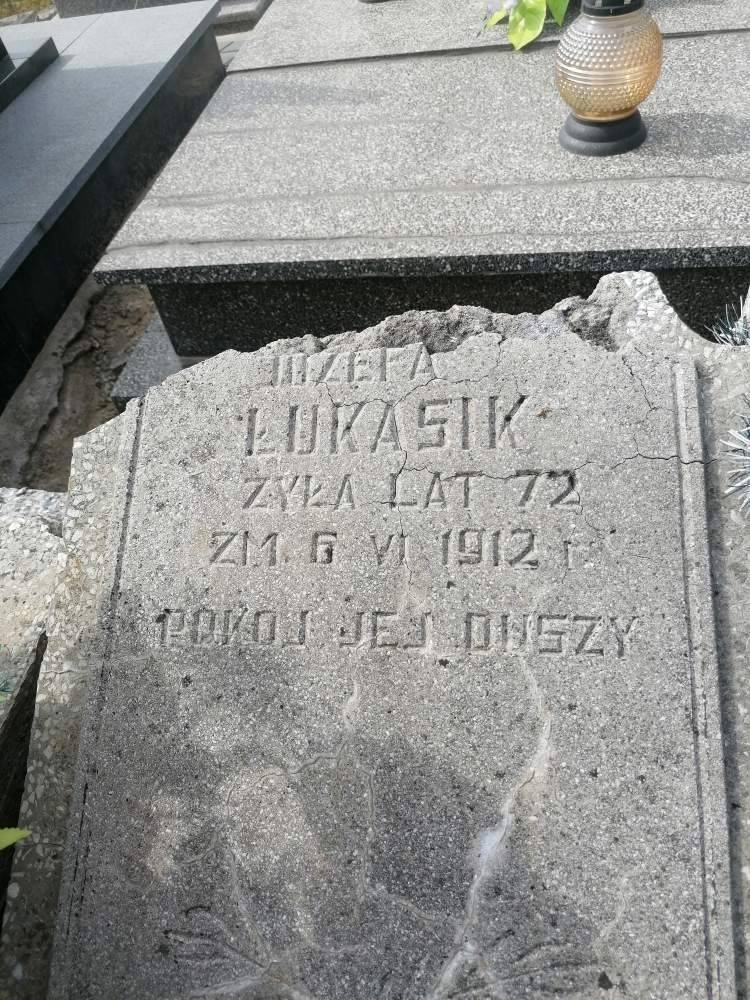 JÓZEFA
ŁUKASIK
ŻYŁA LAT 72
ZM. 6 VI 1912 r.
POKÓJ JEJ DUSZY